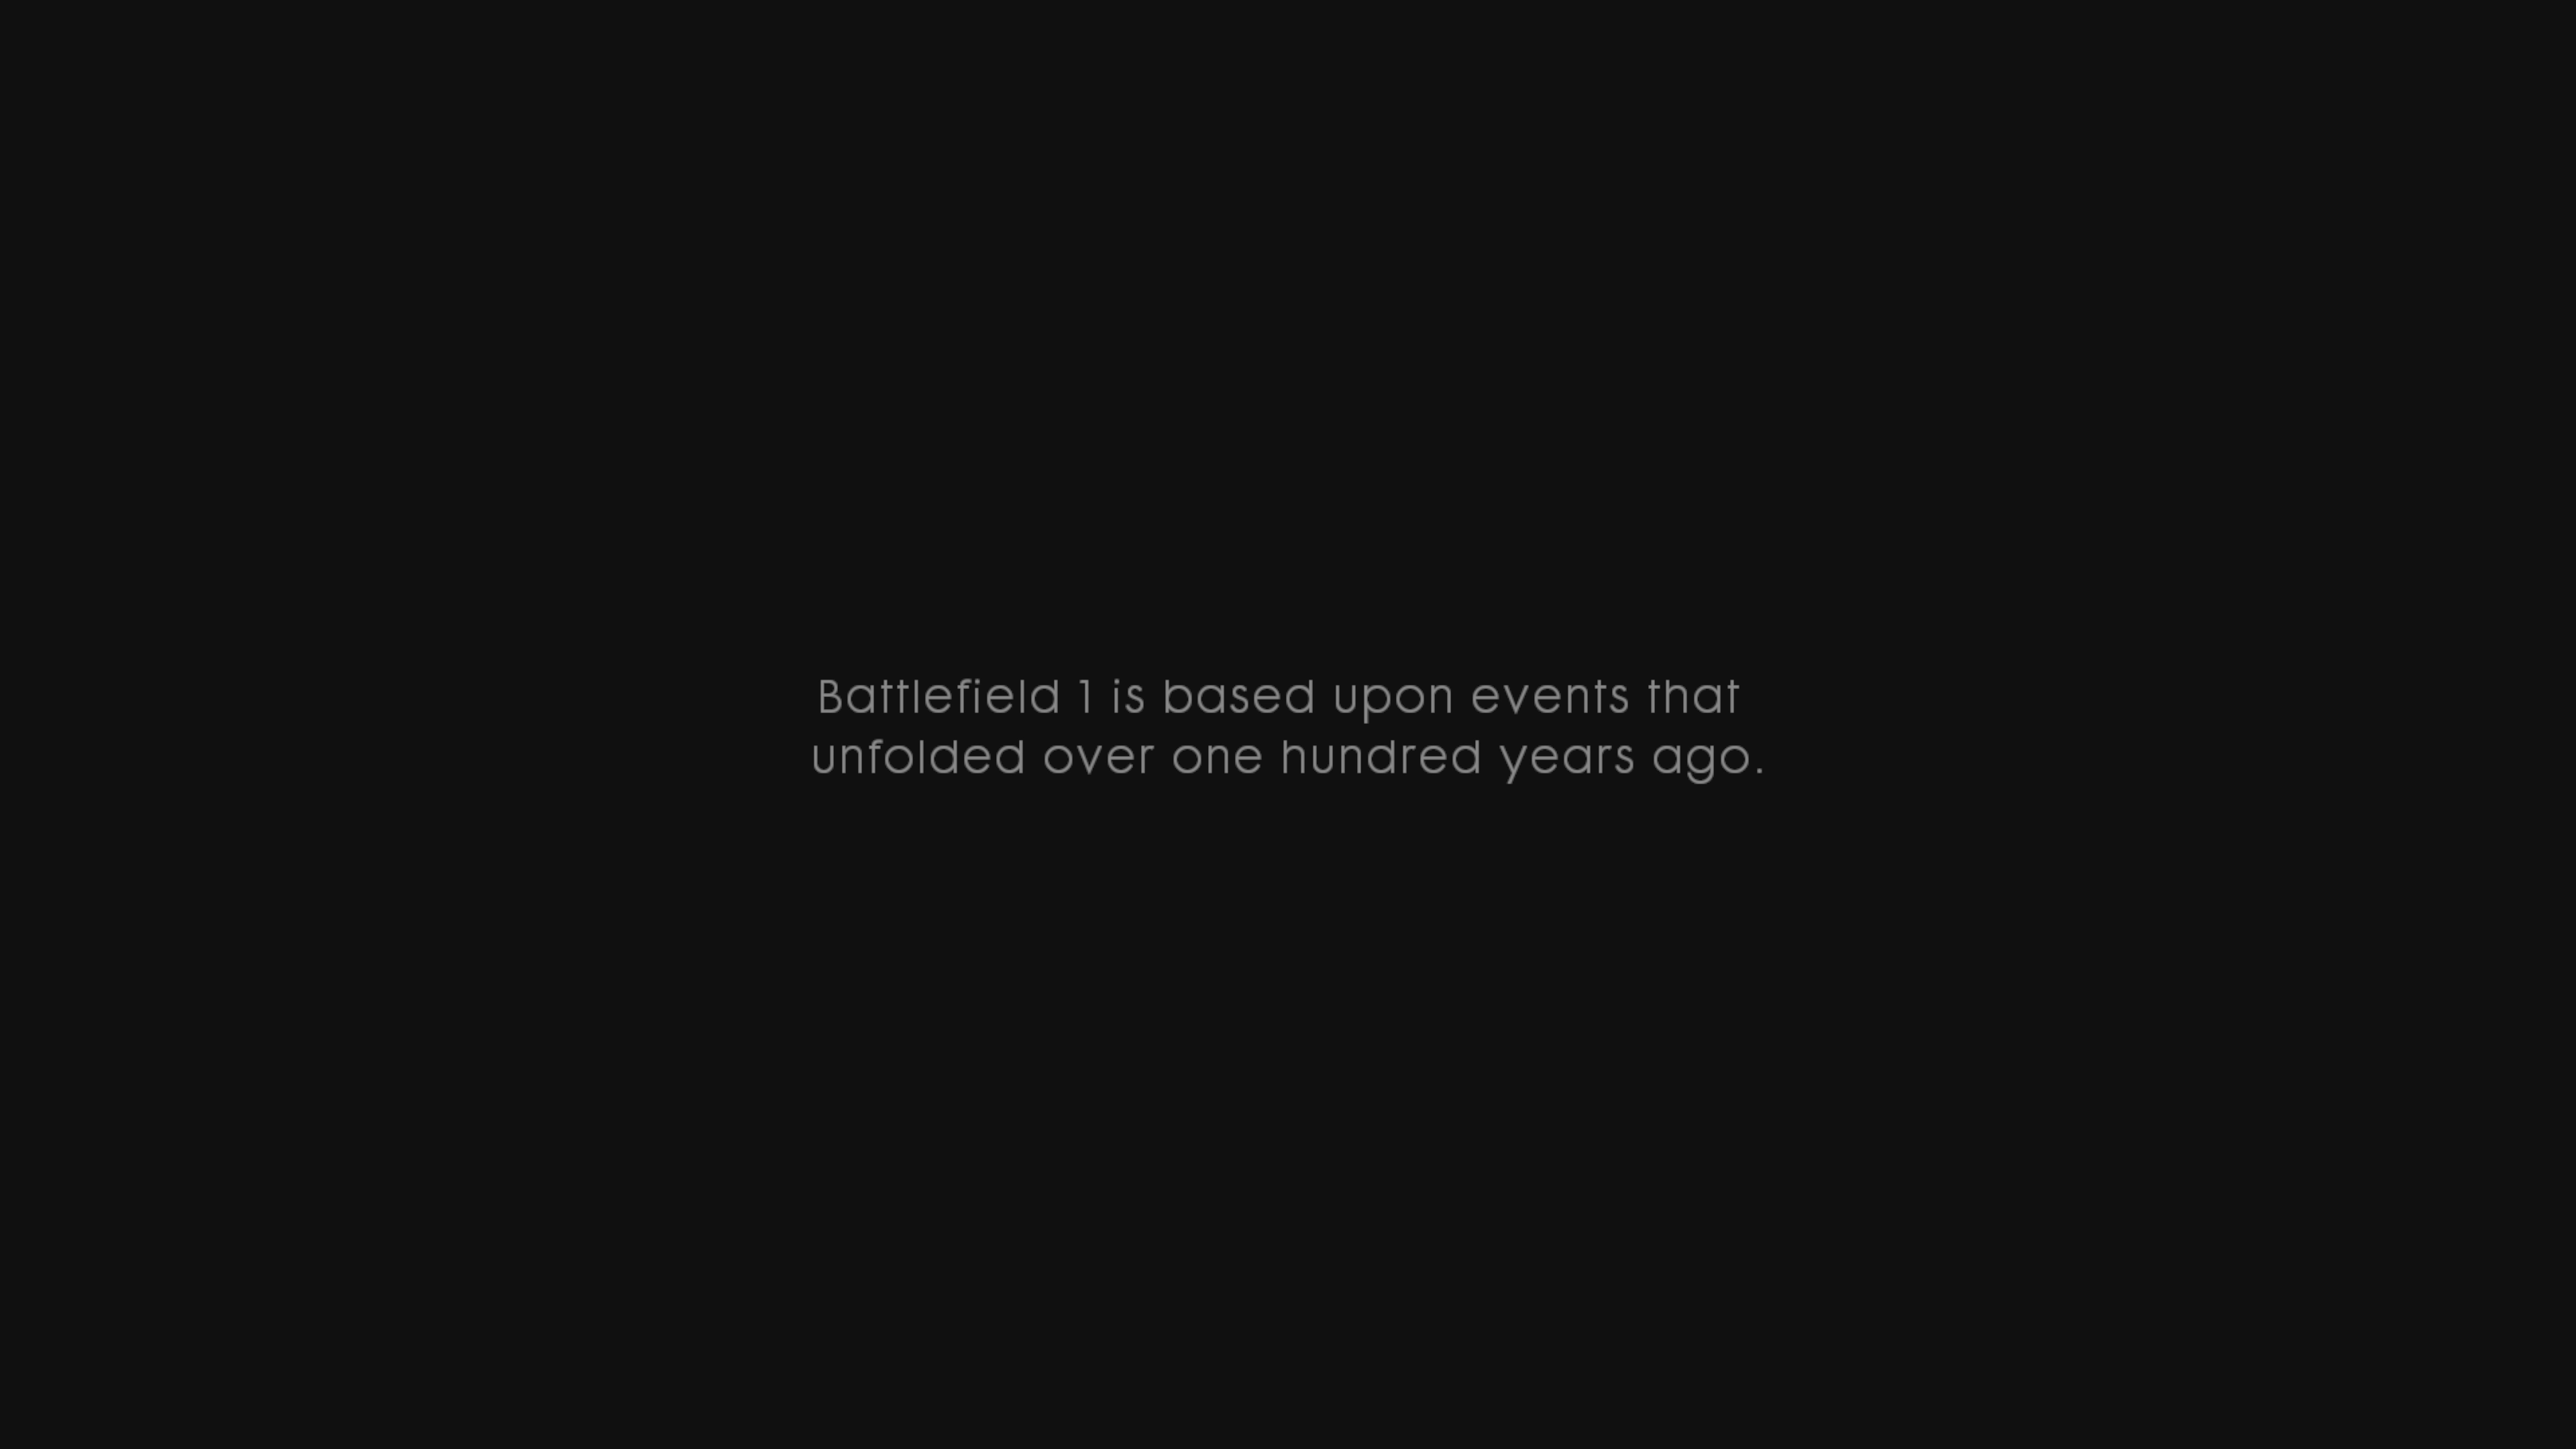 Battlefield 1 is based upon events that
unfolded over one hundred years ago.